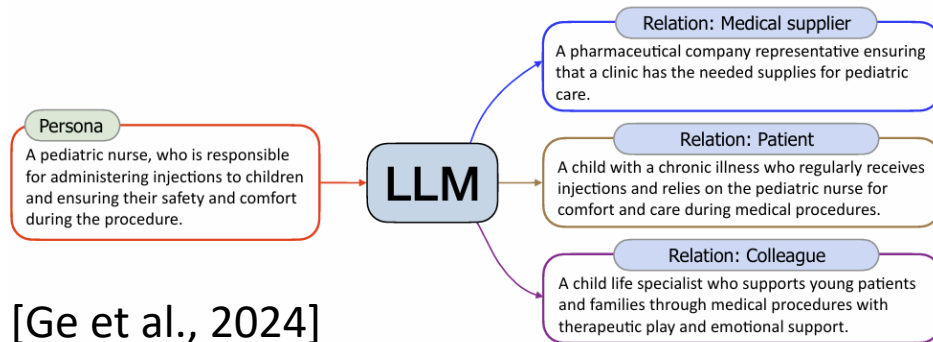 Persona
A pediatric nurse, who is responsible
for administering injections to children
and ensuring their safety and comfort
during the procedure.
LLM
Relation: Medical supplier
A pharmaceutical company representative ensuring
that a clinic has the needed supplies for pediatric
care.
Relation: Patient
A child with a chronic illness who regularly receives
injections and relies on the pediatric nurse for
comfort and care during medical procedures.
Relation: Colleague
A child life specialist who supports young patients
and families through medical procedures with
therapeutic play and emotional support.
[Ge et al., 2024]